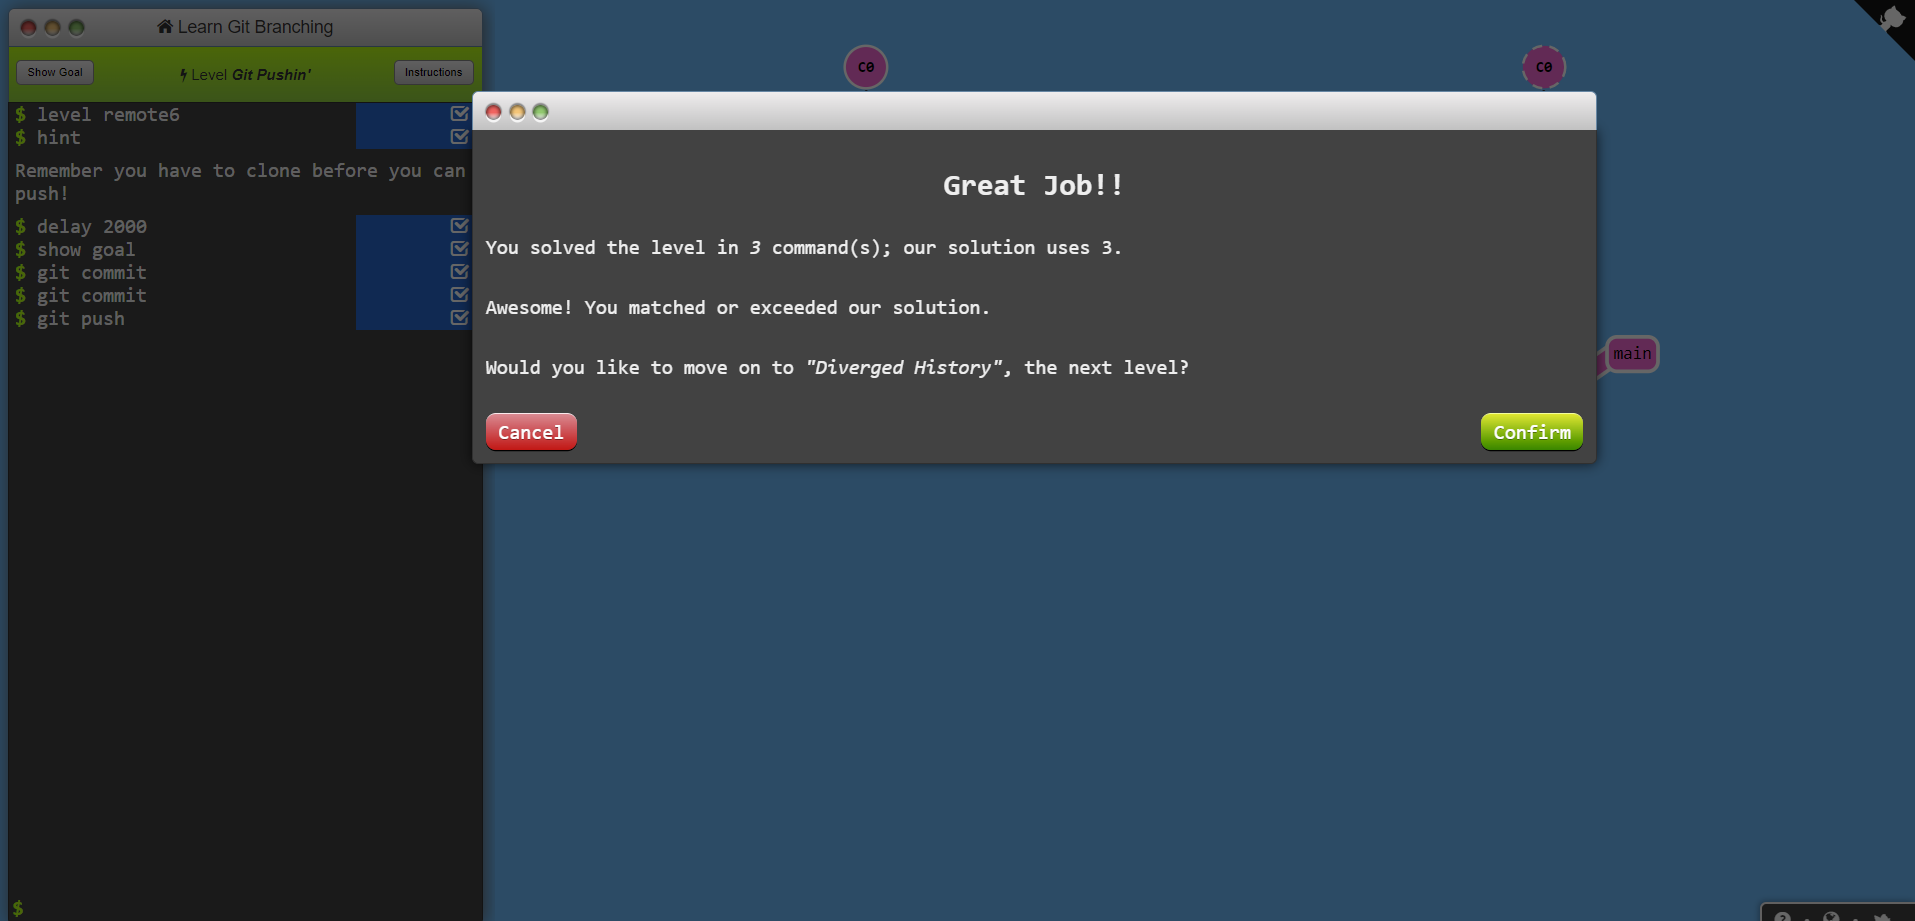 Learn Git Branching
Show Goal
Level Git Pushin'
Instructions
$ level remote6
$ hint
Remember you have to clone before you can
push!
$ delay 2000
$ show goal
$ git commit
$ git commit
$ git push
$
C0
C0
main
Great Job!!
You solved the level in 3 command(s); our solution uses 3.
Awesome! You matched or exceeded our solution.
Would you like to move on to "Diverged History", the next level?
Cancel
Confirm